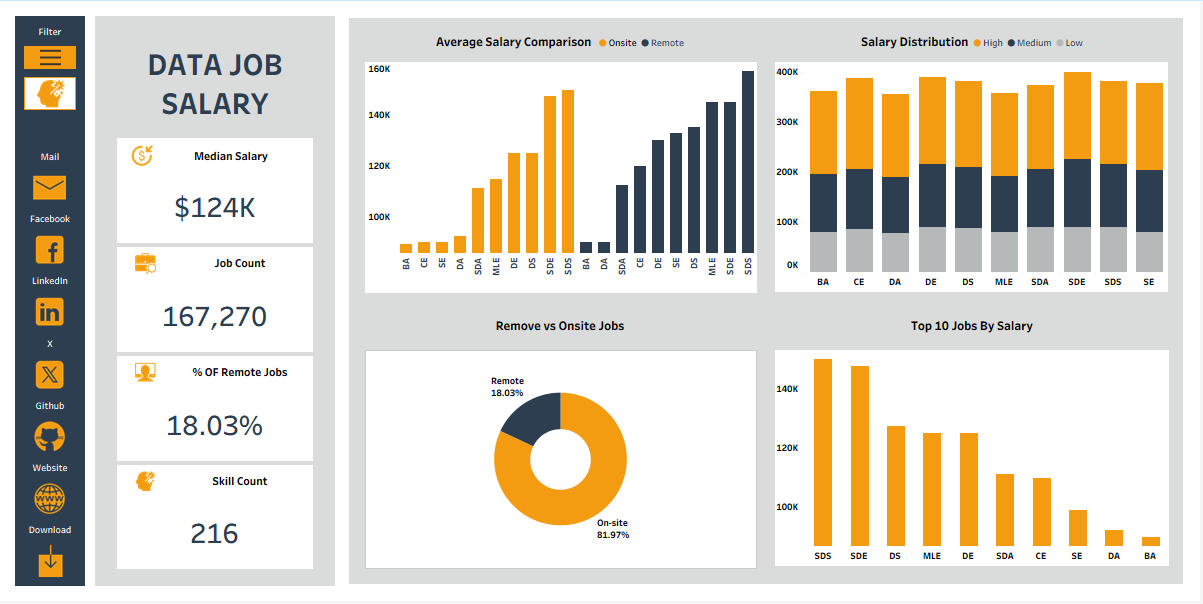 Filter
Mail
Facebook
LinkedIn
X
Github
Website
WWW
Download
DATA JOB
SALARY
Median Salary
$124K
Job Count
167,270
% OF Remote Jobs
18.03%
Skill Count
216
Average Salary Comparison Onsite Remote
160K
140K
120K
100K
BA CE SE DA SDA MLE DE DS SDE SDS BA DA SDA CE DE SE DS MLE SDE SDS
Salary Distribution High Medium Low
400K
300K
200K
100K
0K
BA CE DA DE DS MLE SDA SDE SDS SE
Remove vs Onsite Jobs
Remote
18.03%
On-site
81.97%
Top 10 Jobs By Salary
140K
120K
100K
SDS SDE DS MLE DE SDA CE SE DA BA